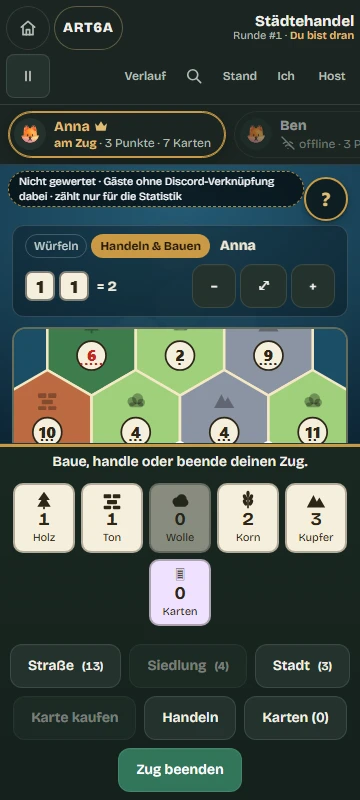 ART6A
Städtehandel
Runde #1 · Du bist dran
Verlauf
Stand
Ich
Host
Anna
am Zug · 3 Punkte · 7 Karten
Ben
offline · 3 P
Nicht gewertet · Gäste ohne Discord-Verknüpfung
dabei · zählt nur für die Statistik
?
Würfeln
Handeln & Bauen
Anna
1 1 = 2
−
+
6
2
9
10
4
4
11
Baue, handle oder beende deinen Zug.
1
Holz
1
Ton
0
Wolle
2
Korn
3
Kupfer
0
Karten
Straße (13)
Siedlung (4)
Stadt (3)
Karte kaufen
Handeln
Karten (0)
Zug beenden